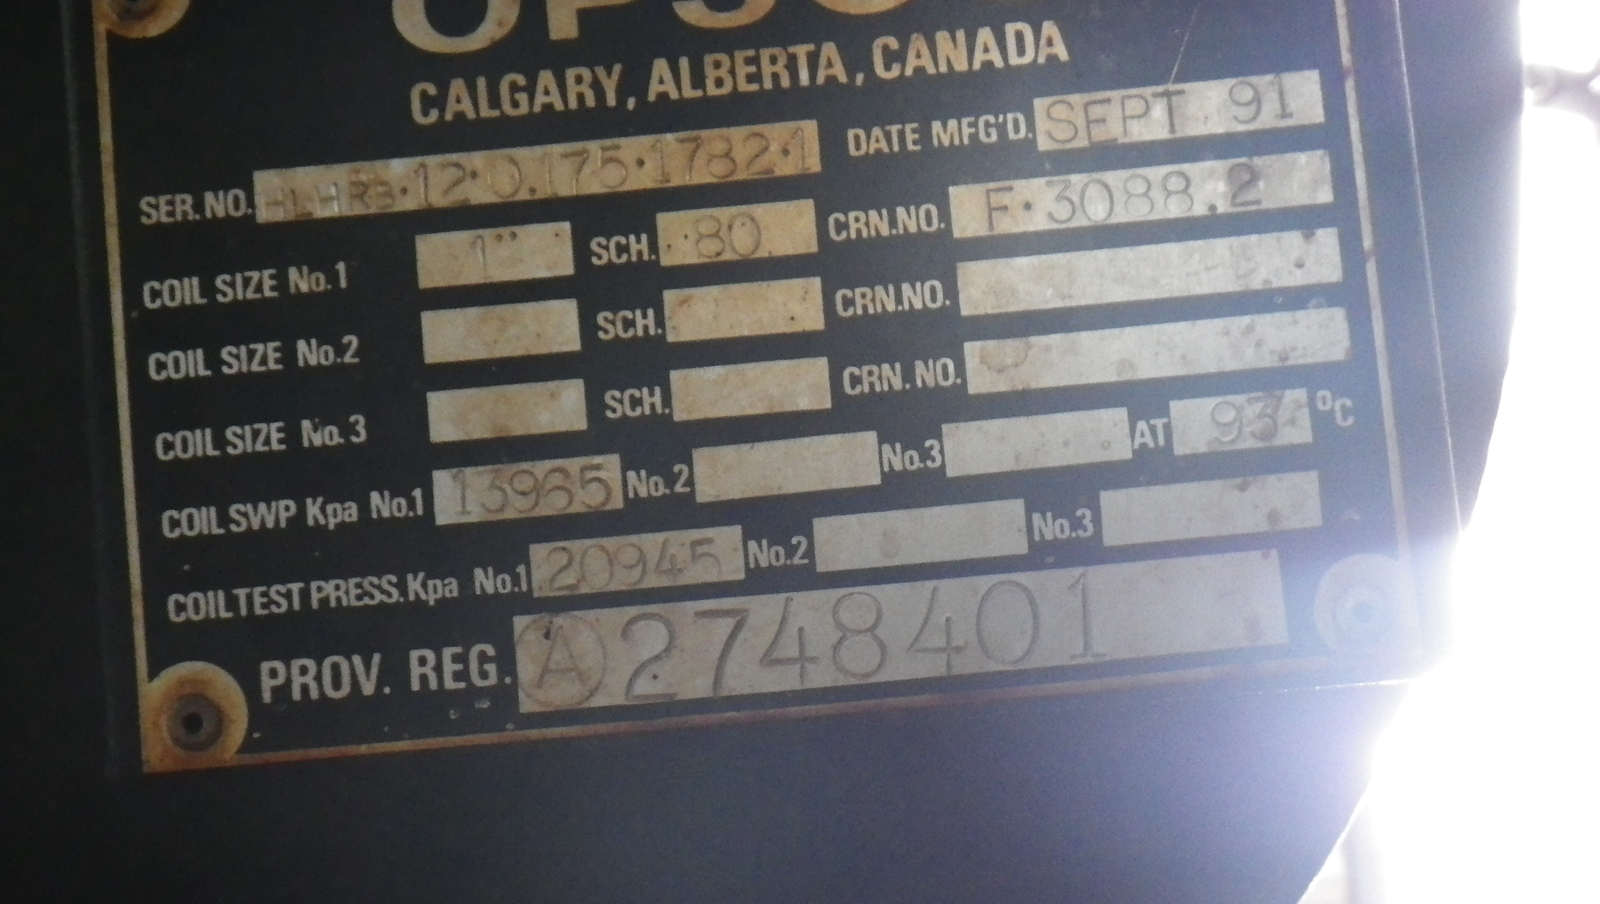 CALGARY, ALBERTA, CANADA
SER. NO. HLHR3·12·0.175·1782·1 DATE MFG'D. SEPT 91
COIL SIZE No.1 1" SCH. 80 CRN.NO. F·3088.2
COIL SIZE No.2 SCH. CRN.NO.
COIL SIZE No.3 SCH. CRN.NO.
COIL SWP Kpa No.1 13965 No.2 No.3 AT 93 °C
COIL TEST PRESS. Kpa No.1 20945 No.2 No.3
PROV. REG. A 2748401